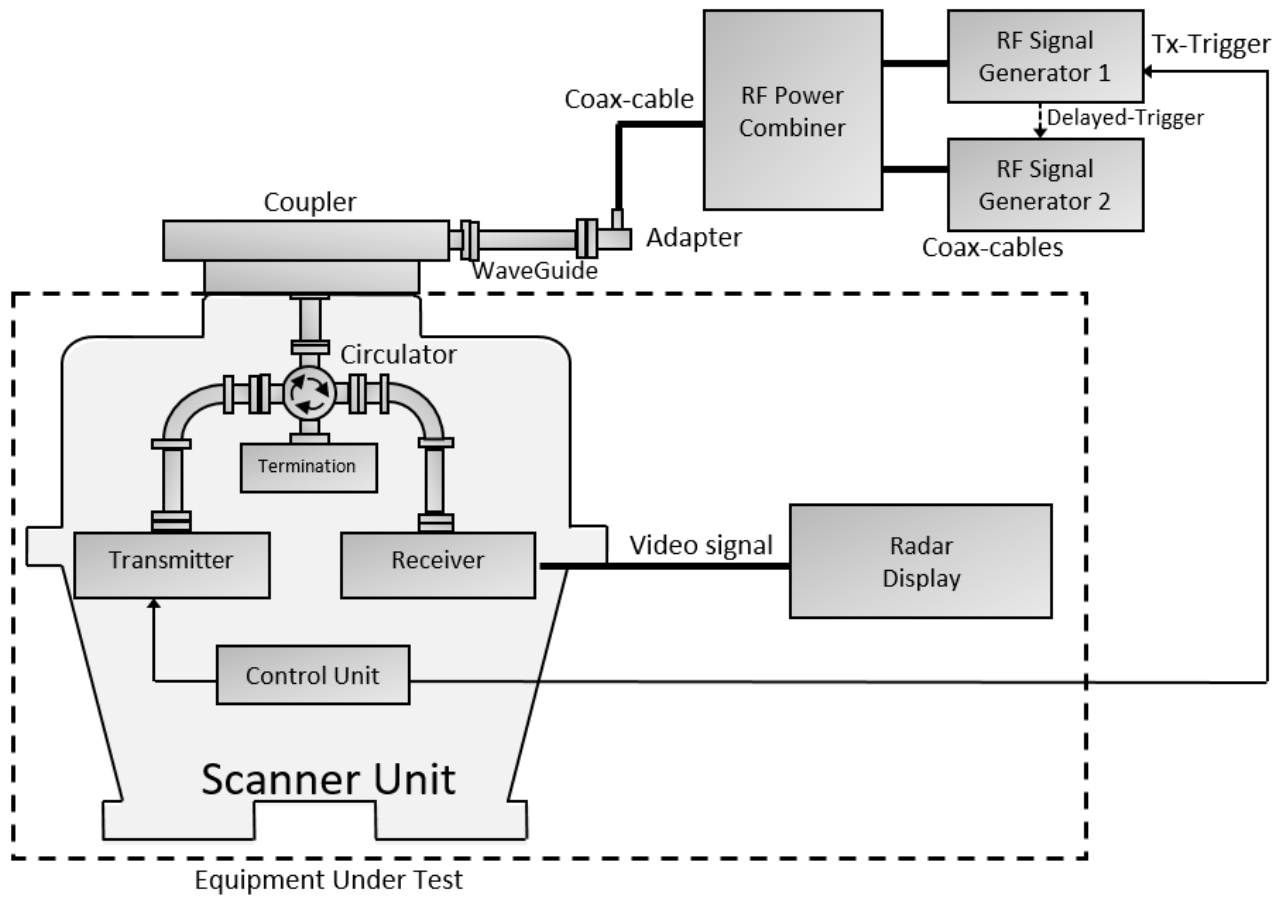 RF Signal
Generator 1
Tx-Trigger
RF Power
Combiner
Coax-cable
Delayed-Trigger
RF Signal
Generator 2
Coax-cables
Coupler
Adapter
WaveGuide
Circulator
Termination
Transmitter
Receiver
Video signal
Radar
Display
Control Unit
Scanner Unit
Equipment Under Test